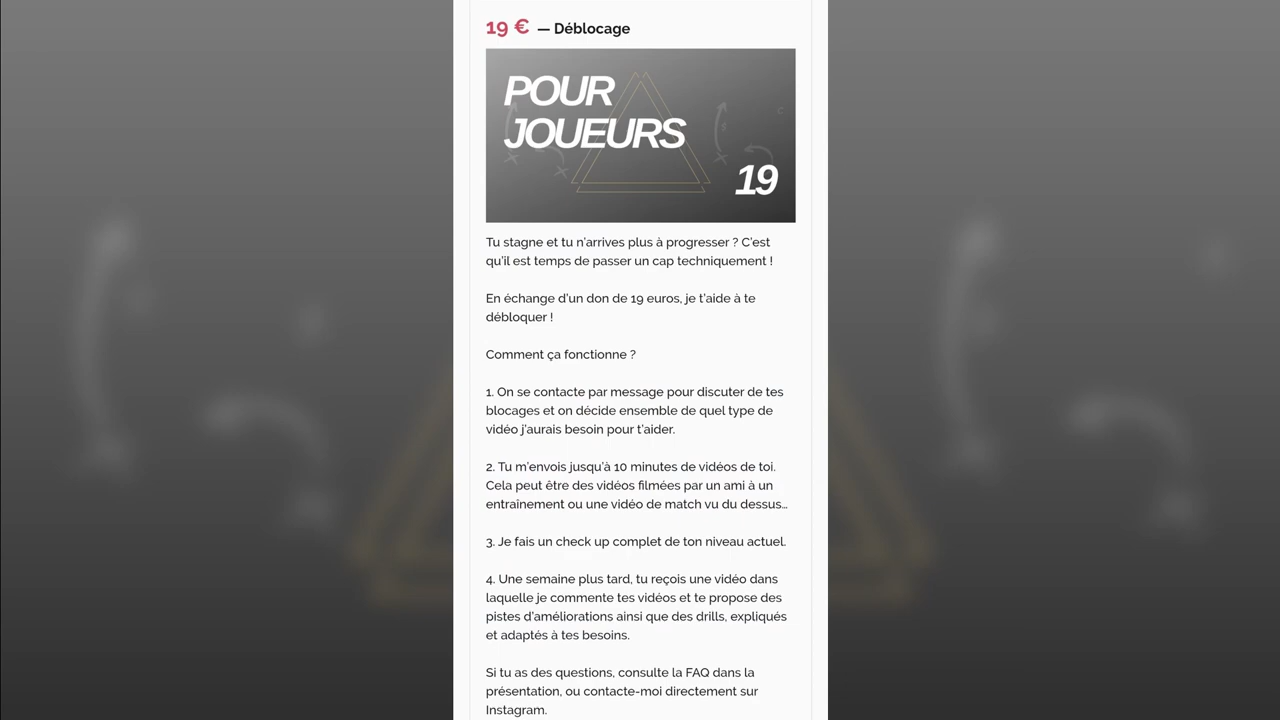 19 € — Déblocage
POUR
JOUEURS
19
Tu stagne et tu n'arrives plus à progresser ? C'est
qu'il est temps de passer un cap techniquement !
En échange d'un don de 19 euros, je t'aide à te
débloquer !
Comment ça fonctionne ?
1. On se contacte par message pour discuter de tes
blocages et on décide ensemble de quel type de
vidéo j'aurais besoin pour t'aider.
2. Tu m'envois jusqu'à 10 minutes de vidéos de toi.
Cela peut être des vidéos filmées par un ami à un
entraînement ou une vidéo de match vu du dessus...
3. Je fais un check up complet de ton niveau actuel.
4. Une semaine plus tard, tu reçois une vidéo dans
laquelle je commente tes vidéos et te propose des
pistes d'améliorations ainsi que des drills, expliqués
et adaptés à tes besoins.
Si tu as des questions, consulte la FAQ dans la
présentation, ou contacte-moi directement sur
Instagram.